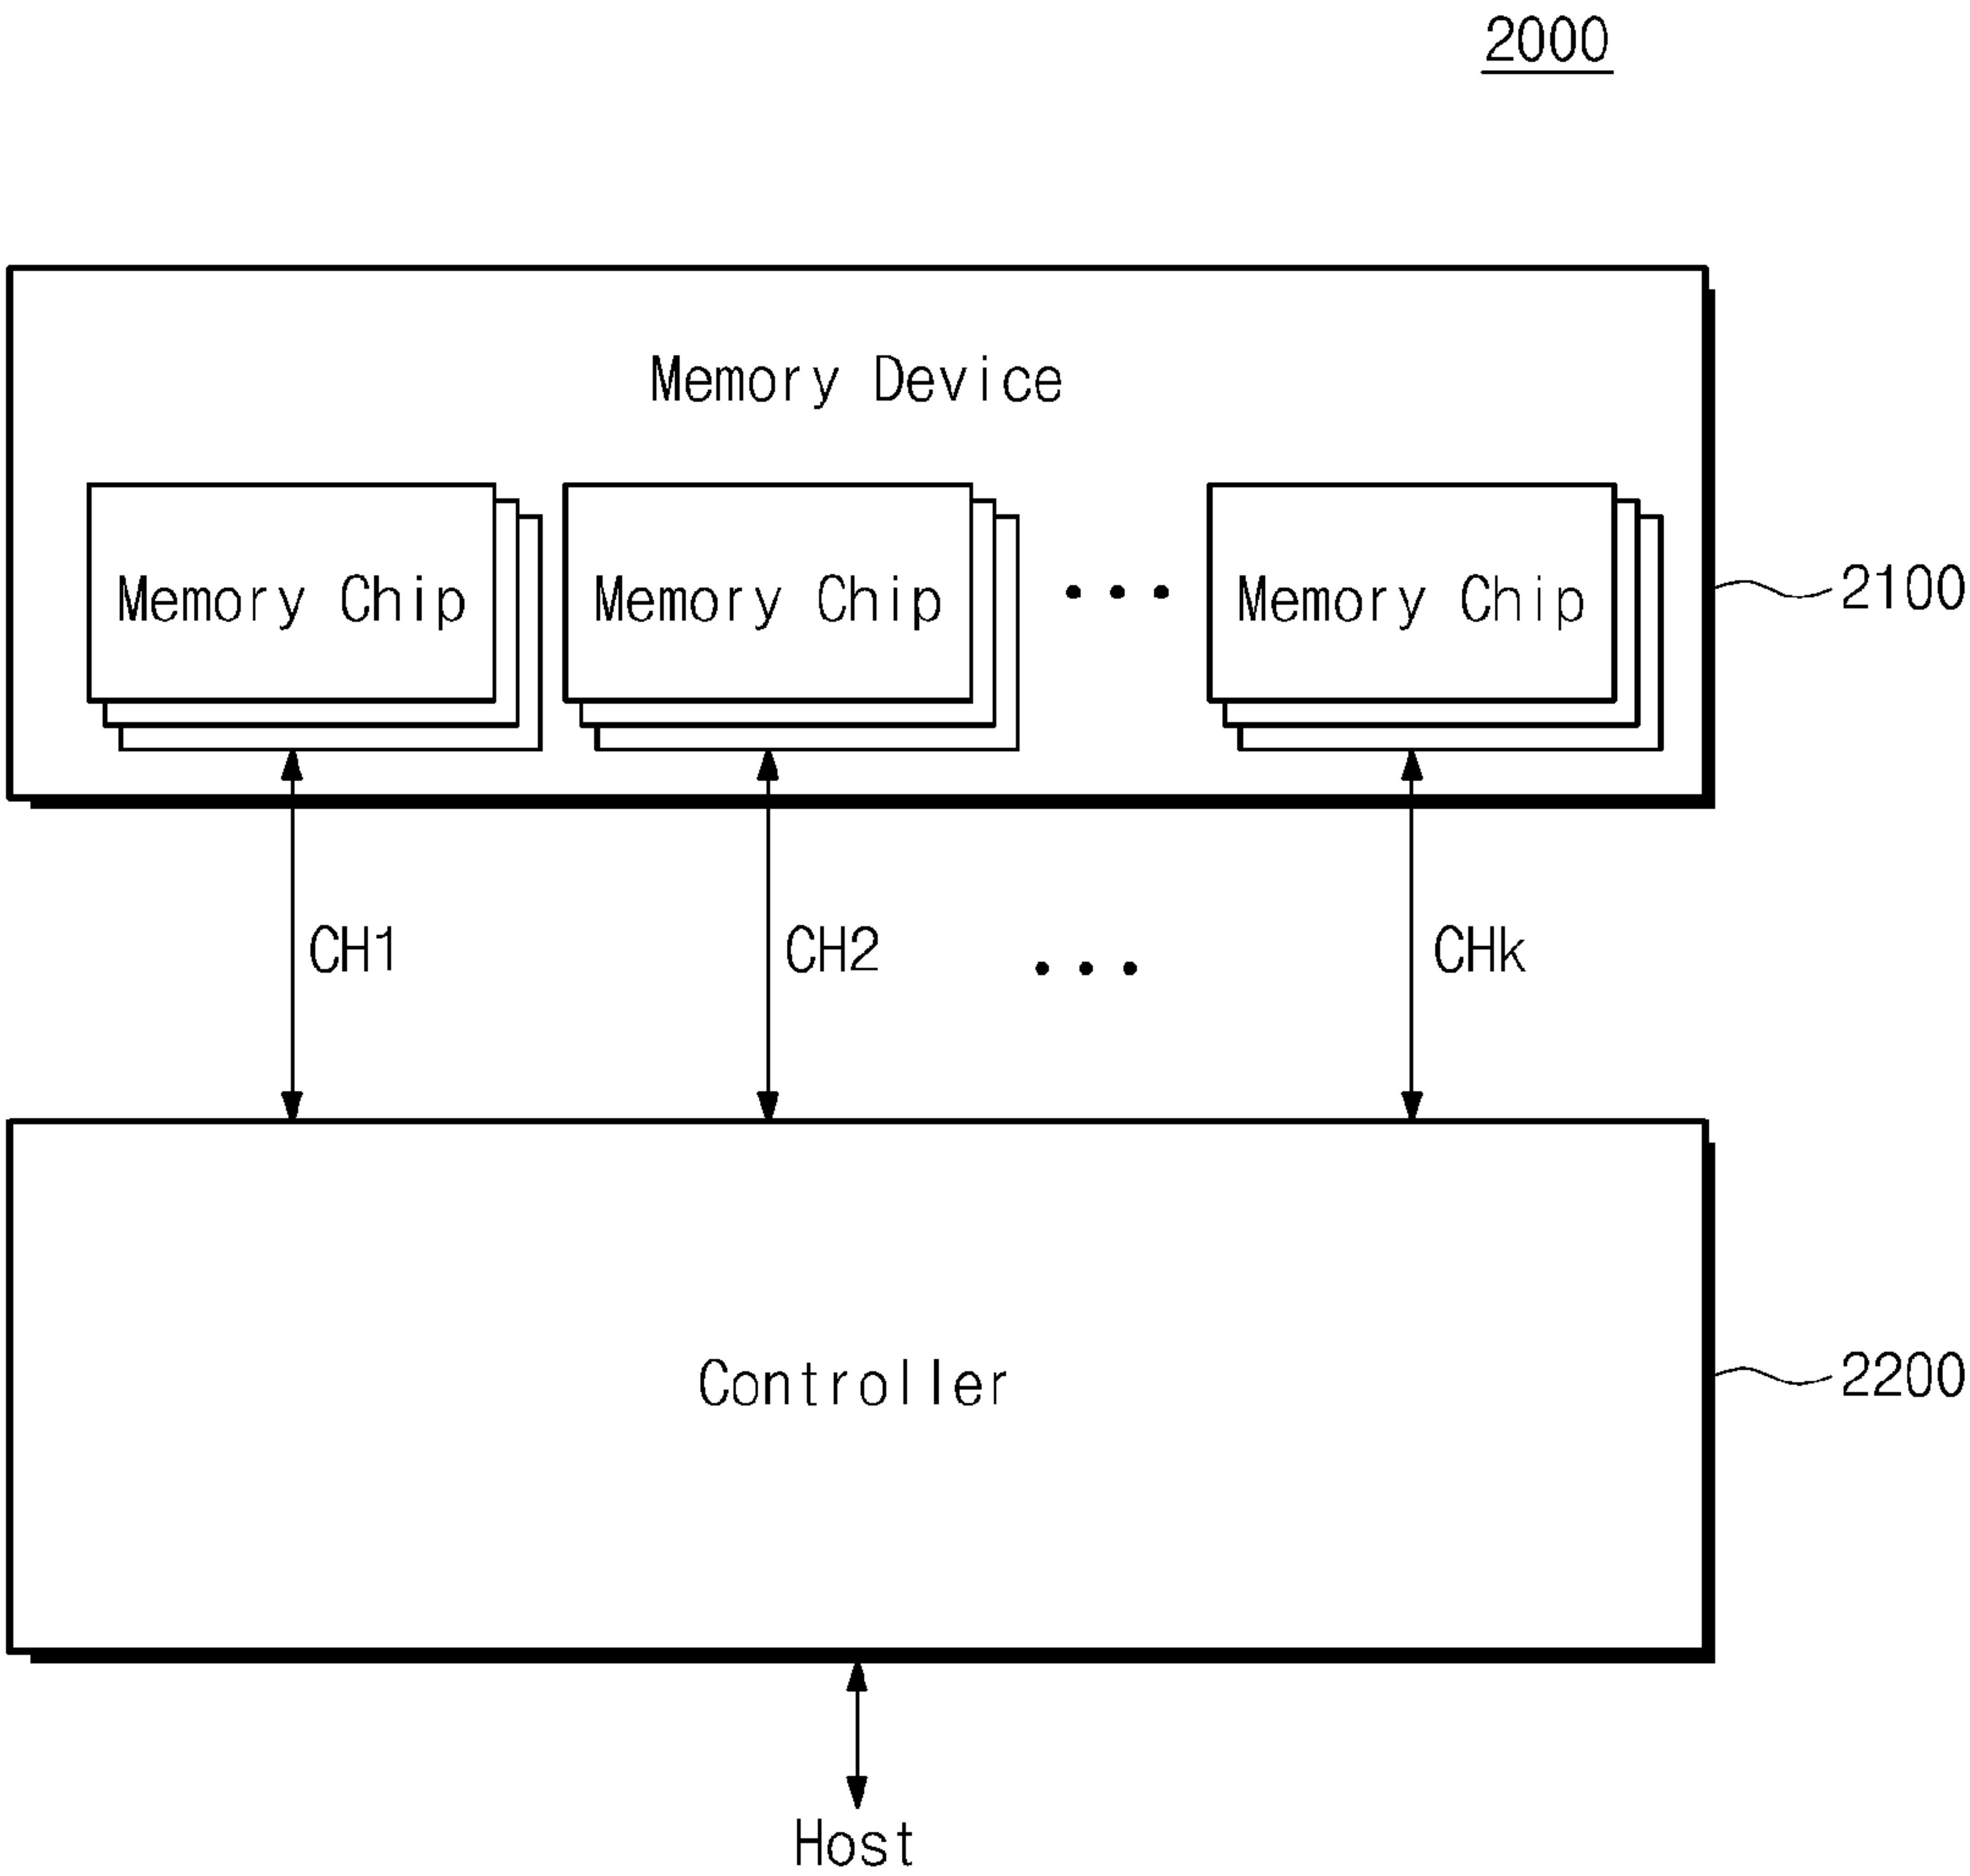 2000
Memory Device
Memory Chip Memory Chip ••• Memory Chip
2100
CH1 CH2 ••• CHk
Controller
2200
Host